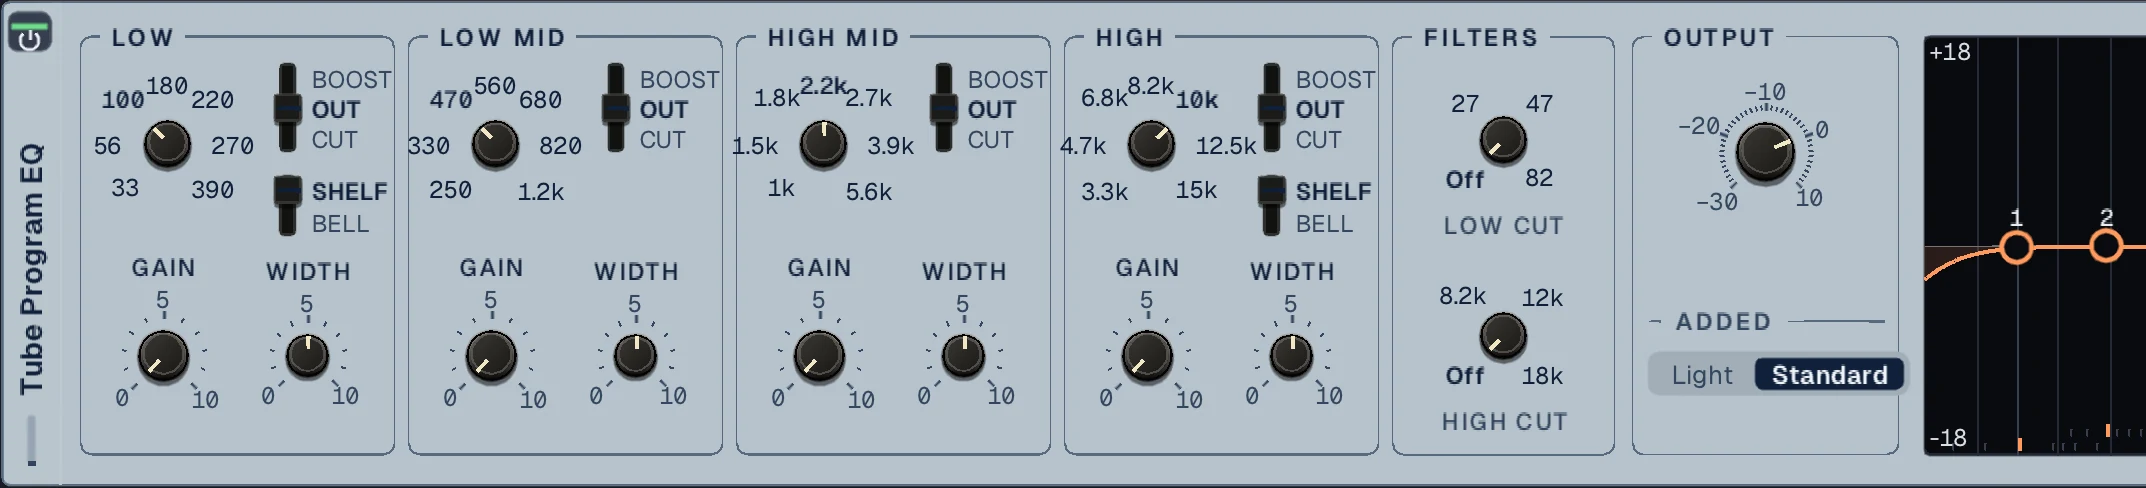 Tube Program EQ
LOW
33
56
100
180
220
270
390
BOOST
OUT
CUT
SHELF
BELL
GAIN
0
5
10
WIDTH
0
5
10
LOW MID
250
330
470
560
680
820
1.2k
BOOST
OUT
CUT
GAIN
0
5
10
WIDTH
0
5
10
HIGH MID
1k
1.5k
1.8k
2.2k
2.7k
3.9k
5.6k
BOOST
OUT
CUT
GAIN
0
5
10
WIDTH
0
5
10
HIGH
3.3k
4.7k
6.8k
8.2k
10k
12.5k
15k
BOOST
OUT
CUT
SHELF
BELL
GAIN
0
5
10
WIDTH
0
5
10
FILTERS
27
47
Off
82
LOW CUT
8.2k
12k
Off
18k
HIGH CUT
OUTPUT
-30
-20
-10
0
10
ADDED
Light
Standard
+18
1
2
-18